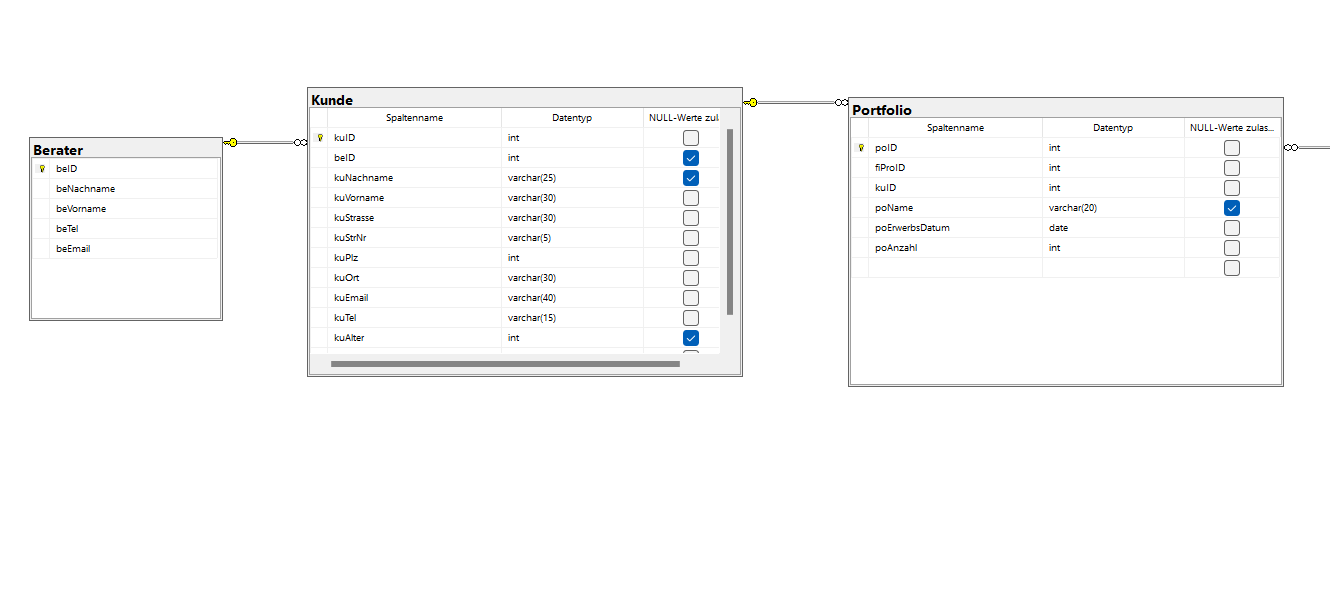 Berater
beID
beNachname
beVorname
beTel
beEmail
Kunde
Spaltenname Datentyp NULL-Werte zula
kuID int
beID int
kuNachname varchar(25)
kuVorname varchar(30)
kuStrasse varchar(30)
kuStrNr varchar(5)
kuPlz int
kuOrt varchar(30)
kuEmail varchar(40)
kuTel varchar(15)
kuAlter int
Portfolio
Spaltenname Datentyp NULL-Werte zulas...
poID int
fiProID int
kuID int
poName varchar(20)
poErwerbsDatum date
poAnzahl int